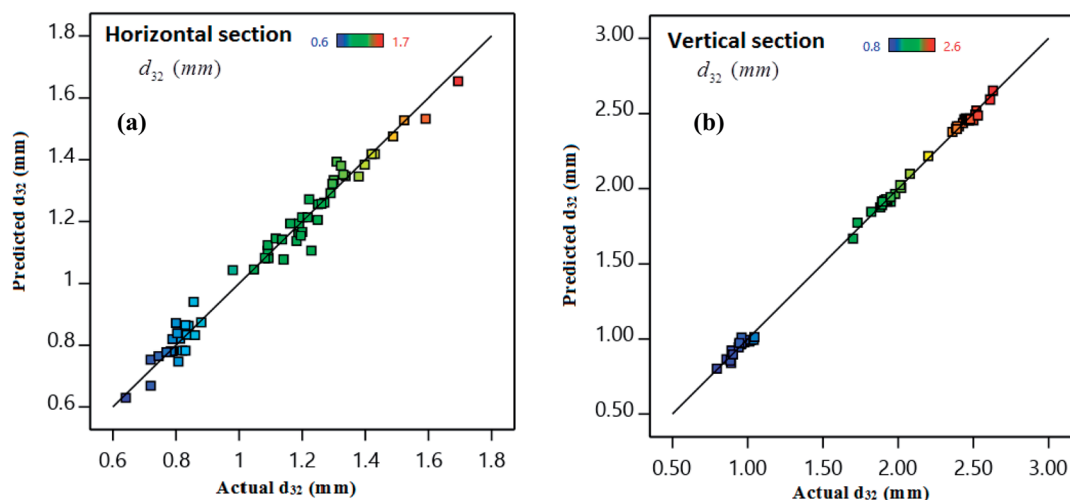 Horizontal section
0.6 1.7
d32 (mm)
(a)
Predicted d32 (mm)
1.8
1.6
1.4
1.2
1
0.8
0.6
0.6 0.8 1 1.2 1.4 1.6 1.8
Actual d32 (mm)
Vertical section
0.8 2.6
d32 (mm)
(b)
Predicted d32 (mm)
3.00
2.50
2.00
1.50
1.00
0.50
0.50 1.00 1.50 2.00 2.50 3.00
Actual d32 (mm)